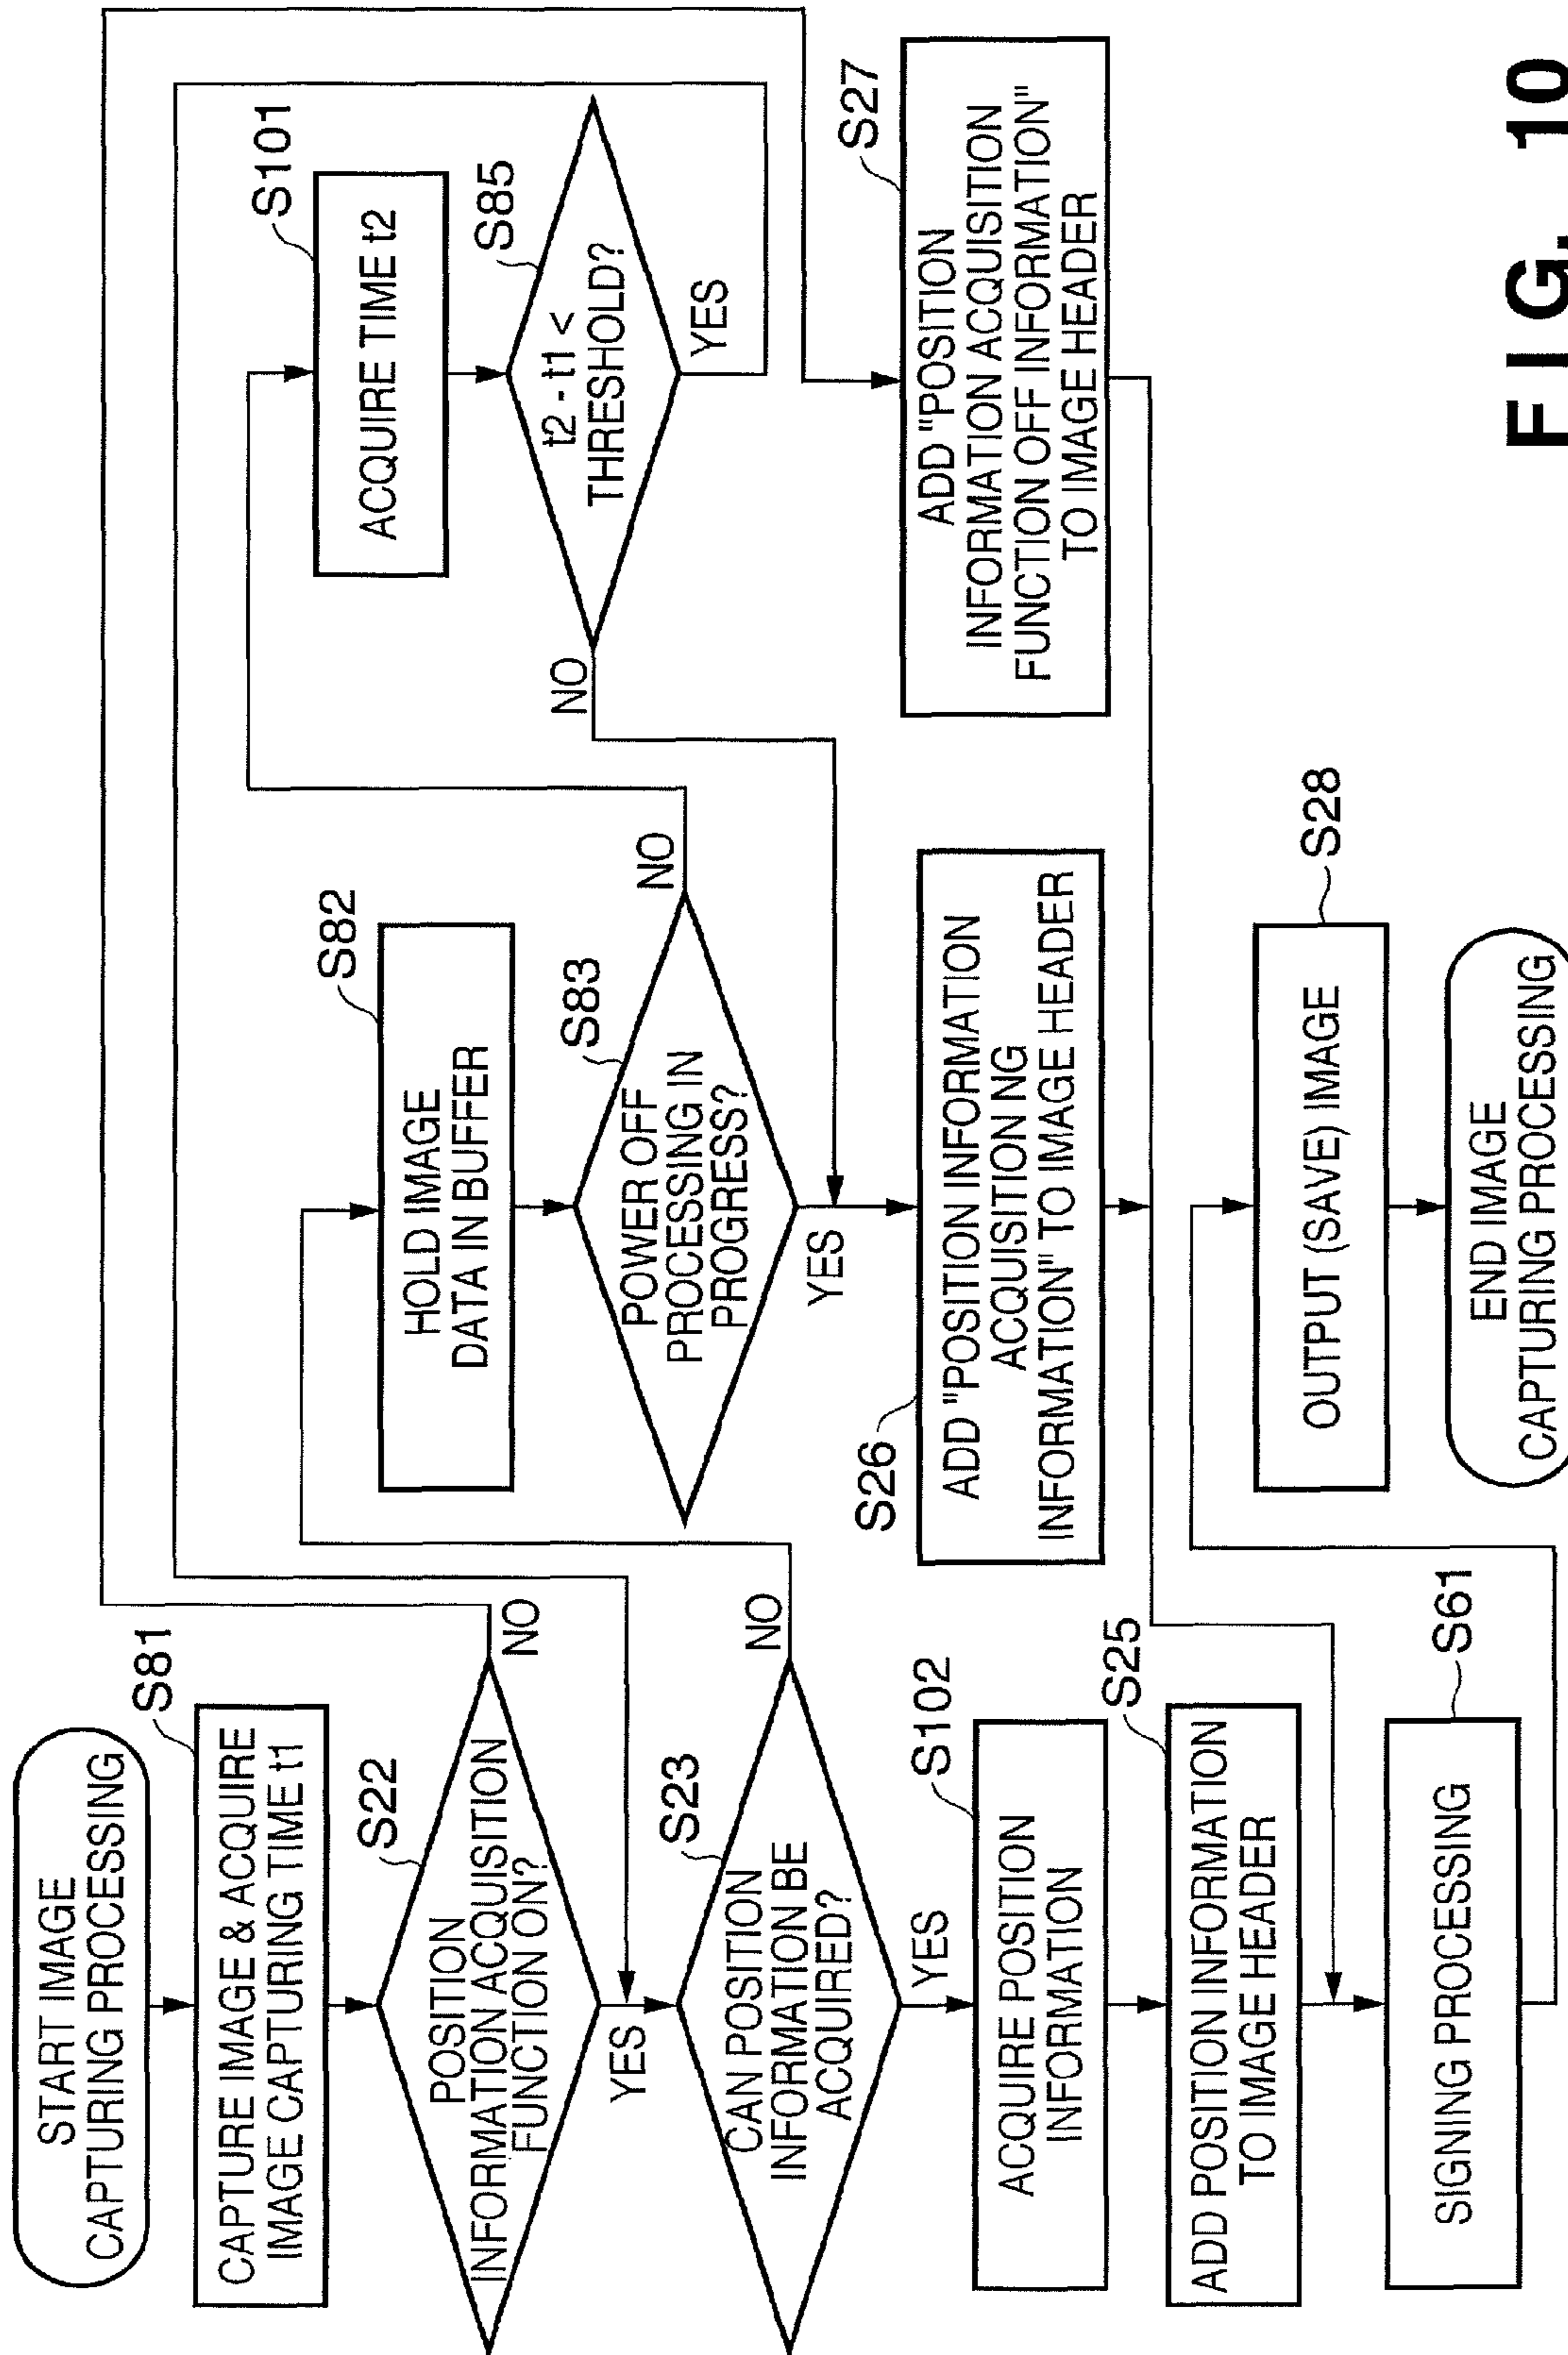 START IMAGE
CAPTURING PROCESSING
S81
CAPTURE IMAGE & ACQUIRE
IMAGE CAPTURING TIME t1
S22
POSITION
INFORMATION ACQUISITION
FUNCTION ON?
NO
YES
S23
CAN POSITION
INFORMATION BE
ACQUIRED?
NO
YES
S102
ACQUIRE POSITION
INFORMATION
S25
ADD POSITION INFORMATION
TO IMAGE HEADER
S61
SIGNING PROCESSING
S82
HOLD IMAGE
DATA IN BUFFER
S83
POWER OFF
PROCESSING IN
PROGRESS?
NO
YES
S26
ADD "POSITION INFORMATION
ACQUISITION NG
INFORMATION" TO IMAGE HEADER
S28
OUTPUT (SAVE) IMAGE
END IMAGE
CAPTURING PROCESSING
S101
ACQUIRE TIME t2
S85
t2 - t1 <
THRESHOLD?
NO
YES
S27
ADD "POSITION
INFORMATION ACQUISITION
FUNCTION OFF INFORMATION"
TO IMAGE HEADER
FIG. 10